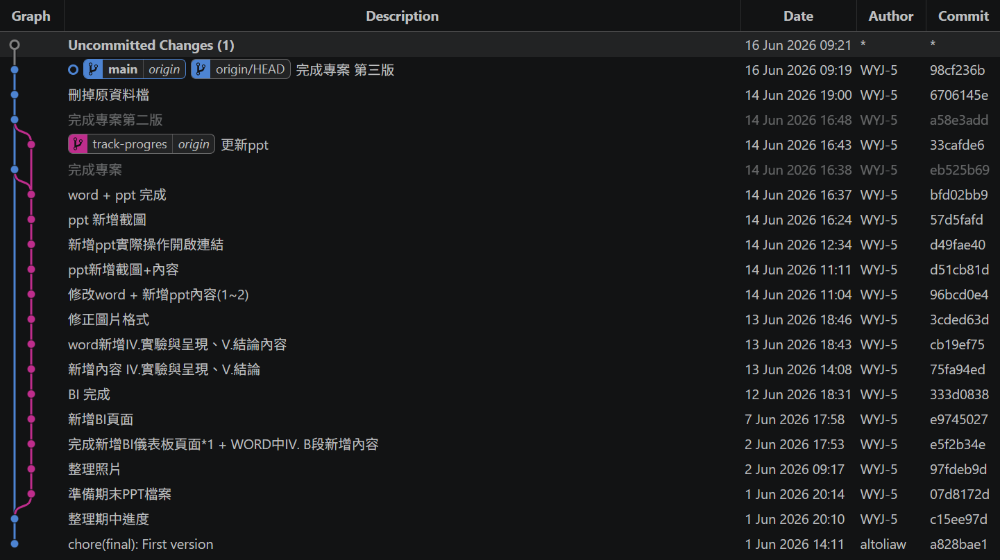 Graph Description Date Author Commit
Uncommitted Changes (1) 16 Jun 2026 09:21 * *
main origin origin/HEAD 完成專案 第三版 16 Jun 2026 09:19 WYJ-5 98cf236b
刪掉原資料檔 14 Jun 2026 19:00 WYJ-5 6706145e
完成專案第二版 14 Jun 2026 16:48 WYJ-5 a58e3add
track-progres origin 更新ppt 14 Jun 2026 16:43 WYJ-5 33cafde6
完成專案 14 Jun 2026 16:38 WYJ-5 eb525b69
word + ppt 完成 14 Jun 2026 16:37 WYJ-5 bfd02bb9
ppt 新增截圖 14 Jun 2026 16:24 WYJ-5 57d5fafd
新增ppt實際操作開啟連結 14 Jun 2026 12:34 WYJ-5 d49fae40
ppt新增截圖+內容 14 Jun 2026 11:11 WYJ-5 d51cb81d
修改word + 新增ppt內容(1~2) 14 Jun 2026 11:04 WYJ-5 96bcd0e4
修正圖片格式 13 Jun 2026 18:46 WYJ-5 3cded63d
word新增IV.實驗與呈現、V.結論內容 13 Jun 2026 18:43 WYJ-5 cb19ef75
新增內容 IV.實驗與呈現、V.結論 13 Jun 2026 14:08 WYJ-5 75fa94ed
BI 完成 12 Jun 2026 18:31 WYJ-5 333d0838
新增BI頁面 7 Jun 2026 17:58 WYJ-5 e9745027
完成新增BI儀表板頁面*1 + WORD中IV. B段新增內容 2 Jun 2026 17:53 WYJ-5 e5f2b34e
整理照片 2 Jun 2026 09:17 WYJ-5 97fdeb9d
準備期末PPT檔案 1 Jun 2026 20:14 WYJ-5 07d8172d
整理期中進度 1 Jun 2026 20:10 WYJ-5 c15ee97d
chore(final): First version 1 Jun 2026 14:11 altoliaw a828bae1